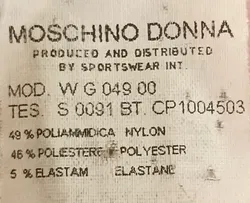 MOSCHINO DONNA
PRODUCED AND DISTRIBUTED
BY SPORTSWEAR INT.
MOD. W G 049 00
TES. S 0091 BT. CP1004503
49 % POLIAMMIDICA NYLON
46 % POLIESTERE POLYESTER
5 % ELASTAM ELASTANE